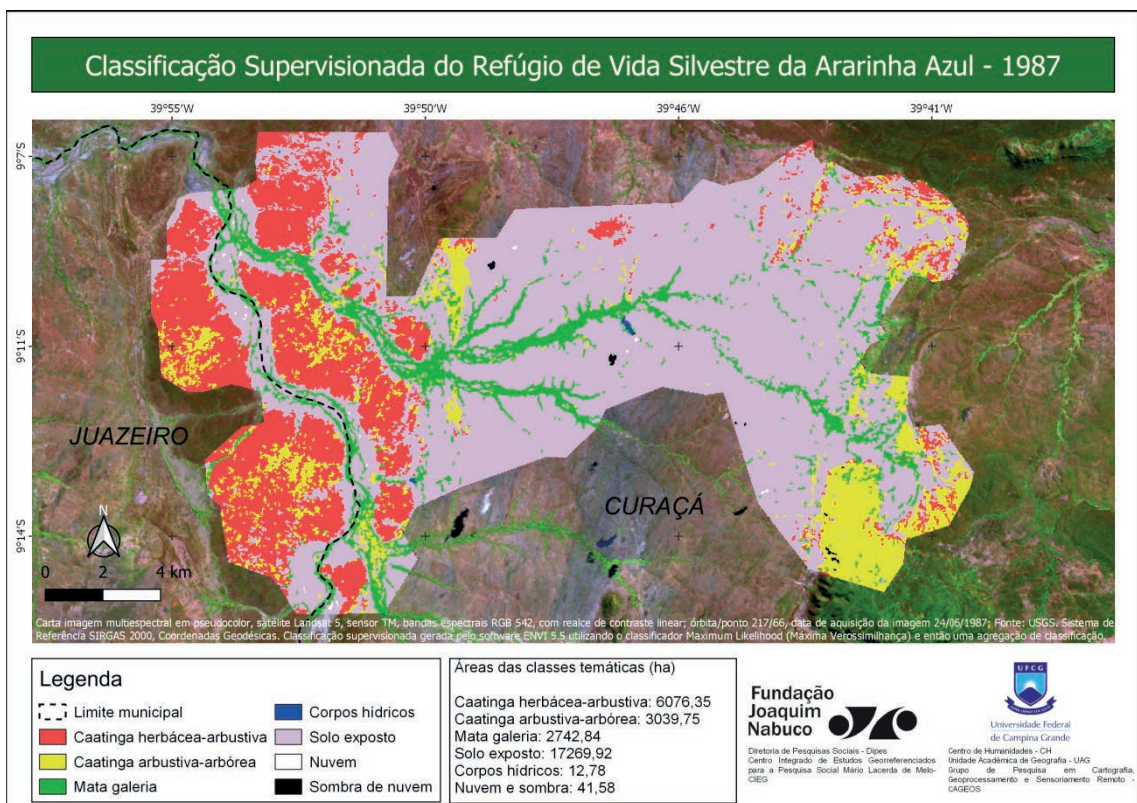 Classificação Supervisionada do Refúgio de Vida Silvestre da Ararinha Azul - 1987
39°55'W
39°50'W
39°46'W
39°41'W
9°7'S
9°11'S
9°14'S
JUAZEIRO
CURAÇÁ
N
0 2 4 km
Carta imagem multiespectral em pseudocolor, satélite Landsat 5, sensor TM, bandas espectrais RGB 542, com realce de contraste linear; órbita/ponto 217/66, data de aquisição da imagem 24/06/1987; Fonte: USGS. Sistema de
Referência SIRGAS 2000, Coordenadas Geodésicas. Classificação supervisionada gerada pelo software ENVI 5.5 utilizando o classificador Maximum Likelihood (Máxima Verossimilhança) e então uma agregação de classificação.
Legenda
Limite municipal
Caatinga herbácea-arbustiva
Caatinga arbustiva-arbórea
Mata galeria
Corpos hídricos
Solo exposto
Nuvem
Sombra de nuvem
Áreas das classes temáticas (ha)
Caatinga herbácea-arbustiva: 6076,35
Caatinga arbustiva-arbórea: 3039,75
Mata galeria: 2742,84
Solo exposto: 17269,92
Corpos hídricos: 12,78
Nuvem e sombra: 41,58
Fundação
Joaquim
Nabuco
Diretoria de Pesquisas Sociais - Dipes
Centro Integrado de Estudos Georreferenciados
para a Pesquisa Social Mário Lacerda de Melo-
CIEG
UFCG
Universidade Federal
de Campina Grande
Centro de Humanidades - CH
Unidade Acadêmica de Geografia - UAG
Grupo de Pesquisa em Cartografia,
Geoprocessamento e Sensoriamento Remoto -
CAGEOS